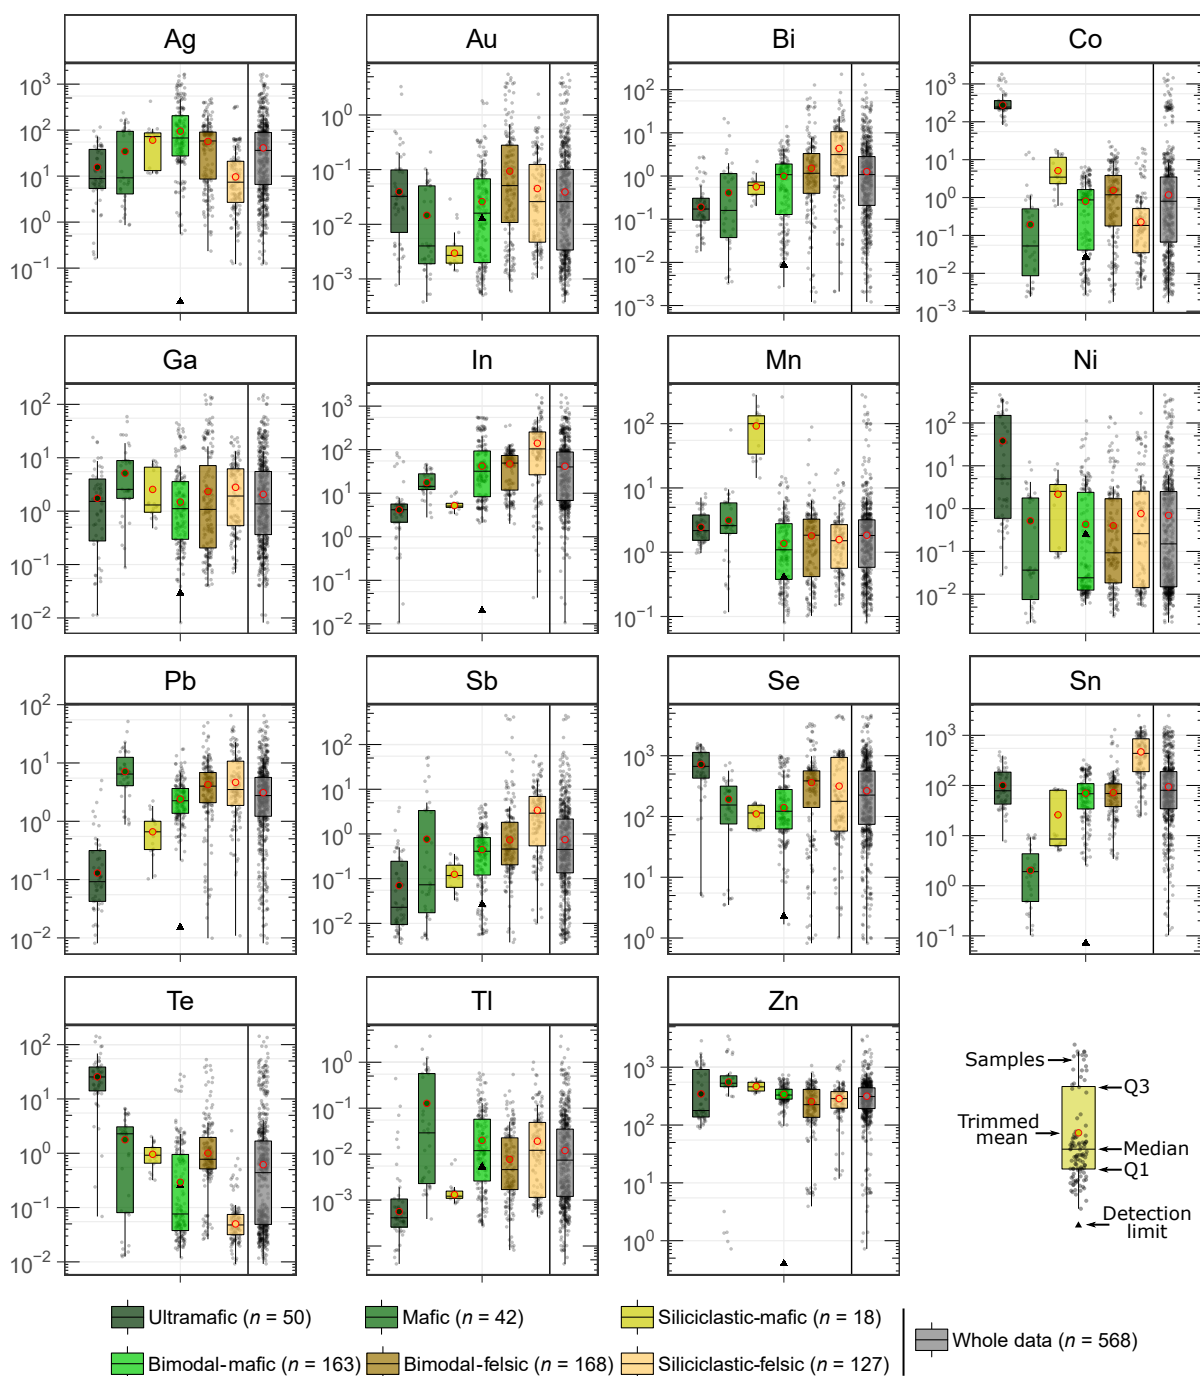 Ag Au Bi Co
10³ 10² 10¹ 10⁰ 10⁻¹
10⁰ 10⁻¹ 10⁻² 10⁻³
10² 10¹ 10⁰ 10⁻¹ 10⁻² 10⁻³
10³ 10² 10¹ 10⁰ 10⁻¹ 10⁻² 10⁻³
Ga In Mn Ni
10² 10¹ 10⁰ 10⁻¹ 10⁻²
10³ 10² 10¹ 10⁰ 10⁻¹ 10⁻²
10² 10¹ 10⁰ 10⁻¹
10² 10¹ 10⁰ 10⁻¹ 10⁻²
Pb Sb Se Sn
10² 10¹ 10⁰ 10⁻¹ 10⁻²
10² 10¹ 10⁰ 10⁻¹ 10⁻²
10³ 10² 10¹ 10⁰
10³ 10² 10¹ 10⁰ 10⁻¹
Te Tl Zn
10² 10¹ 10⁰ 10⁻¹ 10⁻²
10⁰ 10⁻¹ 10⁻² 10⁻³
10³ 10² 10¹ 10⁰
Samples
Q3
Trimmed
mean
Median
Q1
Detection
limit
Ultramafic (n = 50) Mafic (n = 42) Siliciclastic-mafic (n = 18)
Whole data (n = 568)
Bimodal-mafic (n = 163) Bimodal-felsic (n = 168) Siliciclastic-felsic (n = 127)